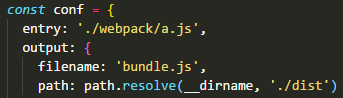 const conf = {
  entry: './webpack/a.js',
  output: {
    filename: 'bundle.js',
    path: path.resolve(__dirname, './dist')